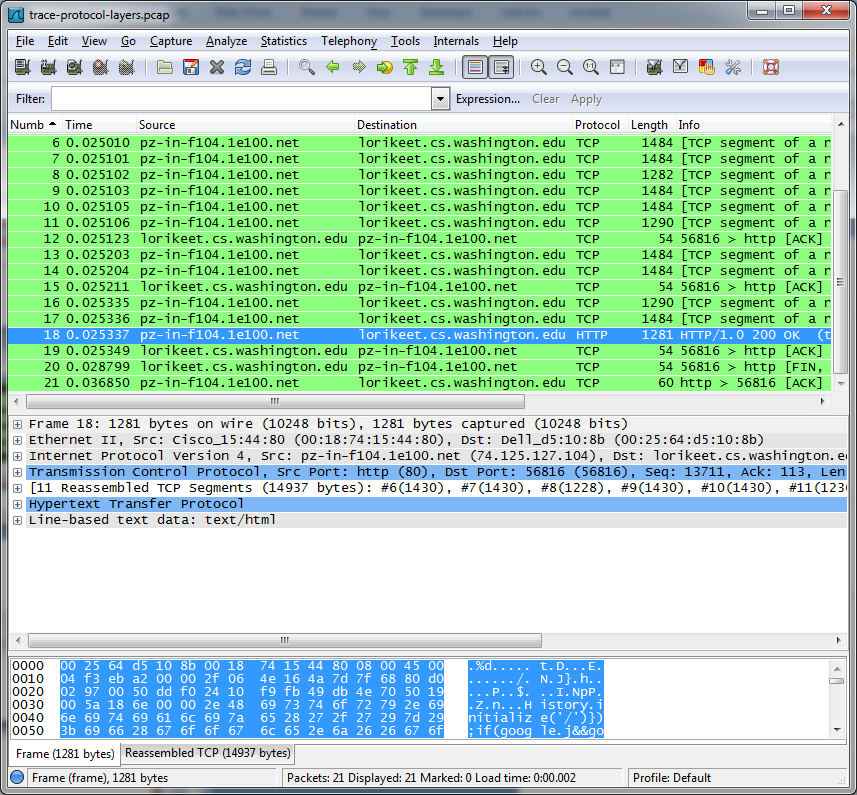 trace-protocol-layers.pcap
File Edit View Go Capture Analyze Statistics Telephony Tools Internals Help
Filter: Expression... Clear Apply
Numb Time Source Destination Protocol Length Info
6 0.025010 pz-in-f104.1e100.net lorikeet.cs.washington.edu TCP 1484 [TCP segment of a r
7 0.025101 pz-in-f104.1e100.net lorikeet.cs.washington.edu TCP 1484 [TCP segment of a r
8 0.025102 pz-in-f104.1e100.net lorikeet.cs.washington.edu TCP 1282 [TCP segment of a r
9 0.025103 pz-in-f104.1e100.net lorikeet.cs.washington.edu TCP 1484 [TCP segment of a r
10 0.025105 pz-in-f104.1e100.net lorikeet.cs.washington.edu TCP 1484 [TCP segment of a r
11 0.025106 pz-in-f104.1e100.net lorikeet.cs.washington.edu TCP 1290 [TCP segment of a r
12 0.025123 lorikeet.cs.washington.edu pz-in-f104.1e100.net TCP 54 56816 > http [ACK]
13 0.025203 pz-in-f104.1e100.net lorikeet.cs.washington.edu TCP 1484 [TCP segment of a r
14 0.025204 pz-in-f104.1e100.net lorikeet.cs.washington.edu TCP 1484 [TCP segment of a r
15 0.025211 lorikeet.cs.washington.edu pz-in-f104.1e100.net TCP 54 56816 > http [ACK]
16 0.025335 pz-in-f104.1e100.net lorikeet.cs.washington.edu TCP 1290 [TCP segment of a r
17 0.025336 pz-in-f104.1e100.net lorikeet.cs.washington.edu TCP 1484 [TCP segment of a r
18 0.025337 pz-in-f104.1e100.net lorikeet.cs.washington.edu HTTP 1281 HTTP/1.0 200 OK (t
19 0.025349 lorikeet.cs.washington.edu pz-in-f104.1e100.net TCP 54 56816 > http [ACK]
20 0.028799 lorikeet.cs.washington.edu pz-in-f104.1e100.net TCP 54 56816 > http [FIN,
21 0.036850 pz-in-f104.1e100.net lorikeet.cs.washington.edu TCP 60 http > 56816 [ACK]
Frame 18: 1281 bytes on wire (10248 bits), 1281 bytes captured (10248 bits)
Ethernet II, Src: Cisco_15:44:80 (00:18:74:15:44:80), Dst: Dell_d5:10:8b (00:25:64:d5:10:8b)
Internet Protocol Version 4, Src: pz-in-f104.1e100.net (74.125.127.104), Dst: lorikeet.cs.washington.e
Transmission Control Protocol, Src Port: http (80), Dst Port: 56816 (56816), Seq: 13711, Ack: 113, Len
[11 Reassembled TCP Segments (14937 bytes): #6(1430), #7(1430), #8(1228), #9(1430), #10(1430), #11(123
Hypertext Transfer Protocol
Line-based text data: text/html
0000 00 25 64 d5 10 8b 00 18 74 15 44 80 08 00 45 00 .%d..... t.D...E.
0010 04 f3 eb a2 00 00 2f 06 4e 16 4a 7d 7f 68 80 d0 ....../. N.J}.h..
0020 02 97 00 50 dd f0 24 10 f9 fb 49 db 4e 70 50 19 ...P..$. ..I.NpP.
0030 00 5a 18 6e 00 00 2e 48 69 73 74 6f 72 79 2e 69 .Z.n...H istory.i
0040 6e 69 74 69 61 6c 69 7a 65 28 27 2f 27 29 7d 29 nitializ e('/')})
0050 3b 69 66 28 67 6f 6f 67 6c 65 2e 6a 26 26 67 6f ;if(goog le.j&&go
Frame (1281 bytes) Reassembled TCP (14937 bytes)
Frame (frame), 1281 bytes Packets: 21 Displayed: 21 Marked: 0 Load time: 0:00.002 Profile: Default